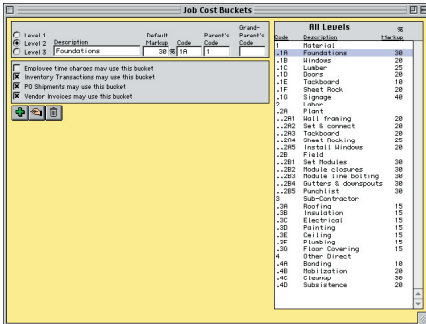 Job Cost Buckets
Level 1
Level 2
Level 3
Description
Foundations
Default Markup
30 %
Code
1A
Parent's Code
1
Grand-Parent's Code
Employee time charges may use this bucket
Inventory Transactions may use this bucket
PO Shipments may use this bucket
Vendor Invoices may use this bucket
All Levels
Code Description % Markup
1 Material
.1A Foundations 30
.1B Windows 20
.1C Lumber 25
.1D Doors 20
.1E Tackboard 10
.1F Sheet Rock 20
.1G Signage 40
2 Labor
.2A Plant
..2A1 Wall framing 20
..2A2 Set & connect 20
..2A3 Tackboard 20
..2A4 Sheet Rocking 25
..2A5 Install Windows 20
.2B Field
..2B1 Set Modules 30
..2B2 Module closures 30
..2B3 Module line bolting 30
..2B4 Gutters & downspouts 30
..2B5 Punchlist 30
3 Sub-Contractor
.3A Roofing 15
.3B Insulation 15
.3C Electrical 15
.3D Painting 15
.3E Ceiling 15
.3F Plumbing 15
.3G Floor Covering 15
4 Other Direct
.4A Bonding 10
.4B Mobilzation 20
.4C Cleanup 30
.4D Subsistence 20